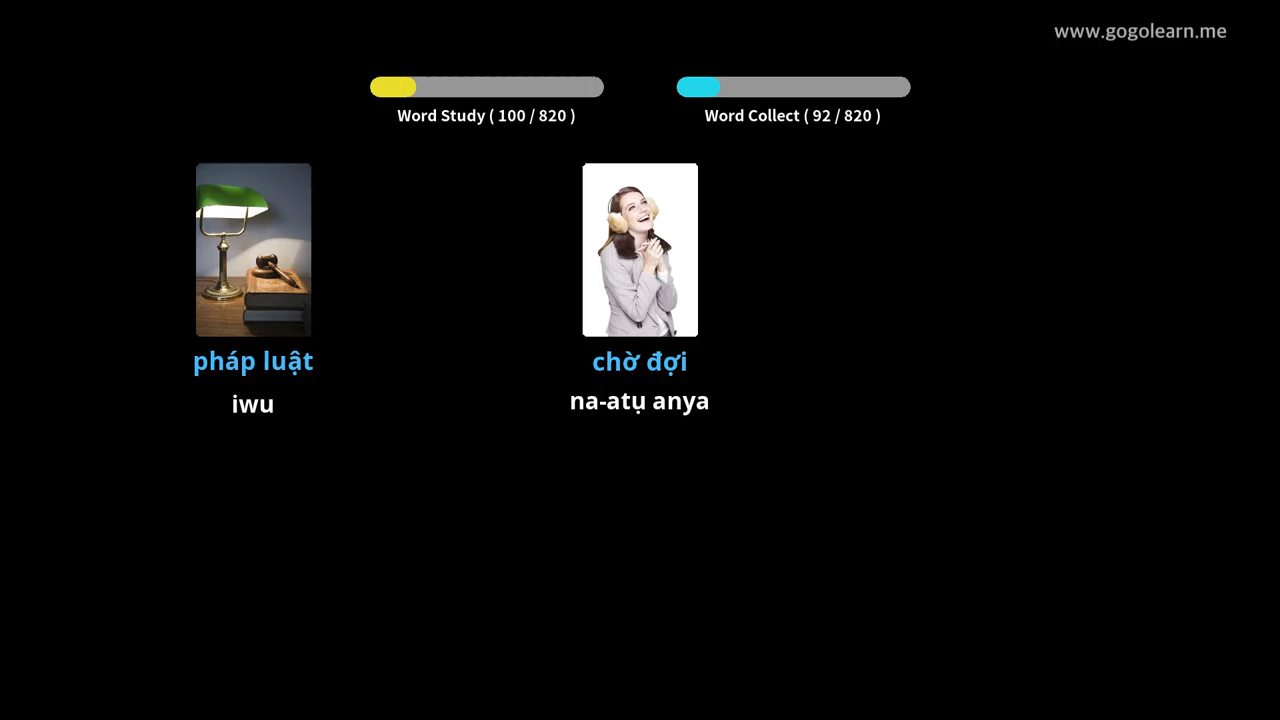 www.gogolearn.me
Word Study ( 100 / 820 )
Word Collect ( 92 / 820 )
pháp luật
iwu
chờ đợi
na-atụ anya